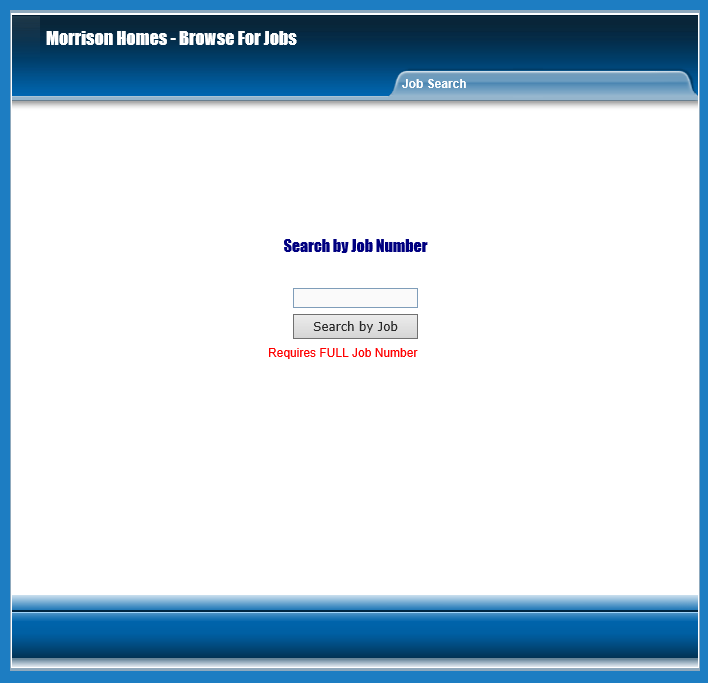 Morrison Homes - Browse For Jobs
Job Search
Search by Job Number
Search by Job
Requires FULL Job Number